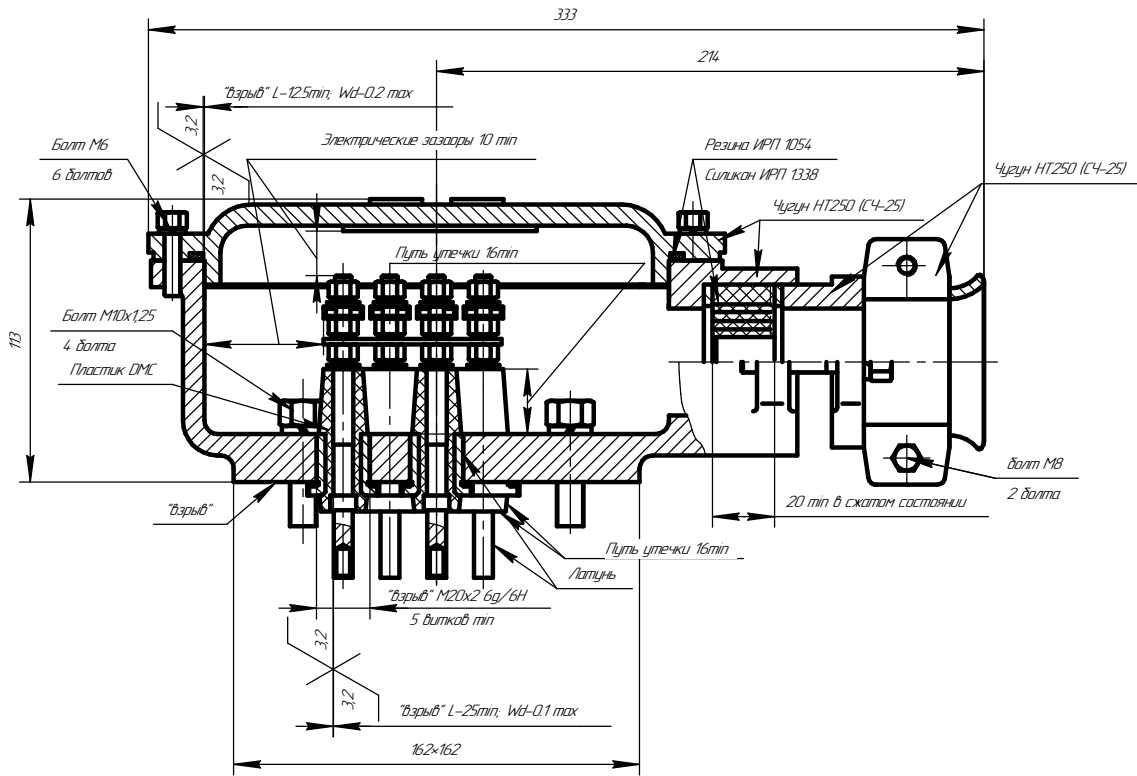 333
214
"взрыв" L-12.5min; Wd-0.2 max
3,2
3,2
Электрические зазоары 10 min
Болт М6
6 болтов
Резина ИРП 1054
Силикон ИРП 1338
Чугун НТ250 (СЧ-25)
Чугун НТ250 (СЧ-25)
Путь утечки 16min
113
Болт М10х1,25
4 болта
Пластик DMC
"взрыв"
болт М8
2 болта
20 min в сжатом состоянии
Путь утечки 16min
Латунь
"взрыв" М20х2 6g/6H
5 витков min
3,2
3,2
"взрыв" L-25min; Wd-0.1 max
162×162